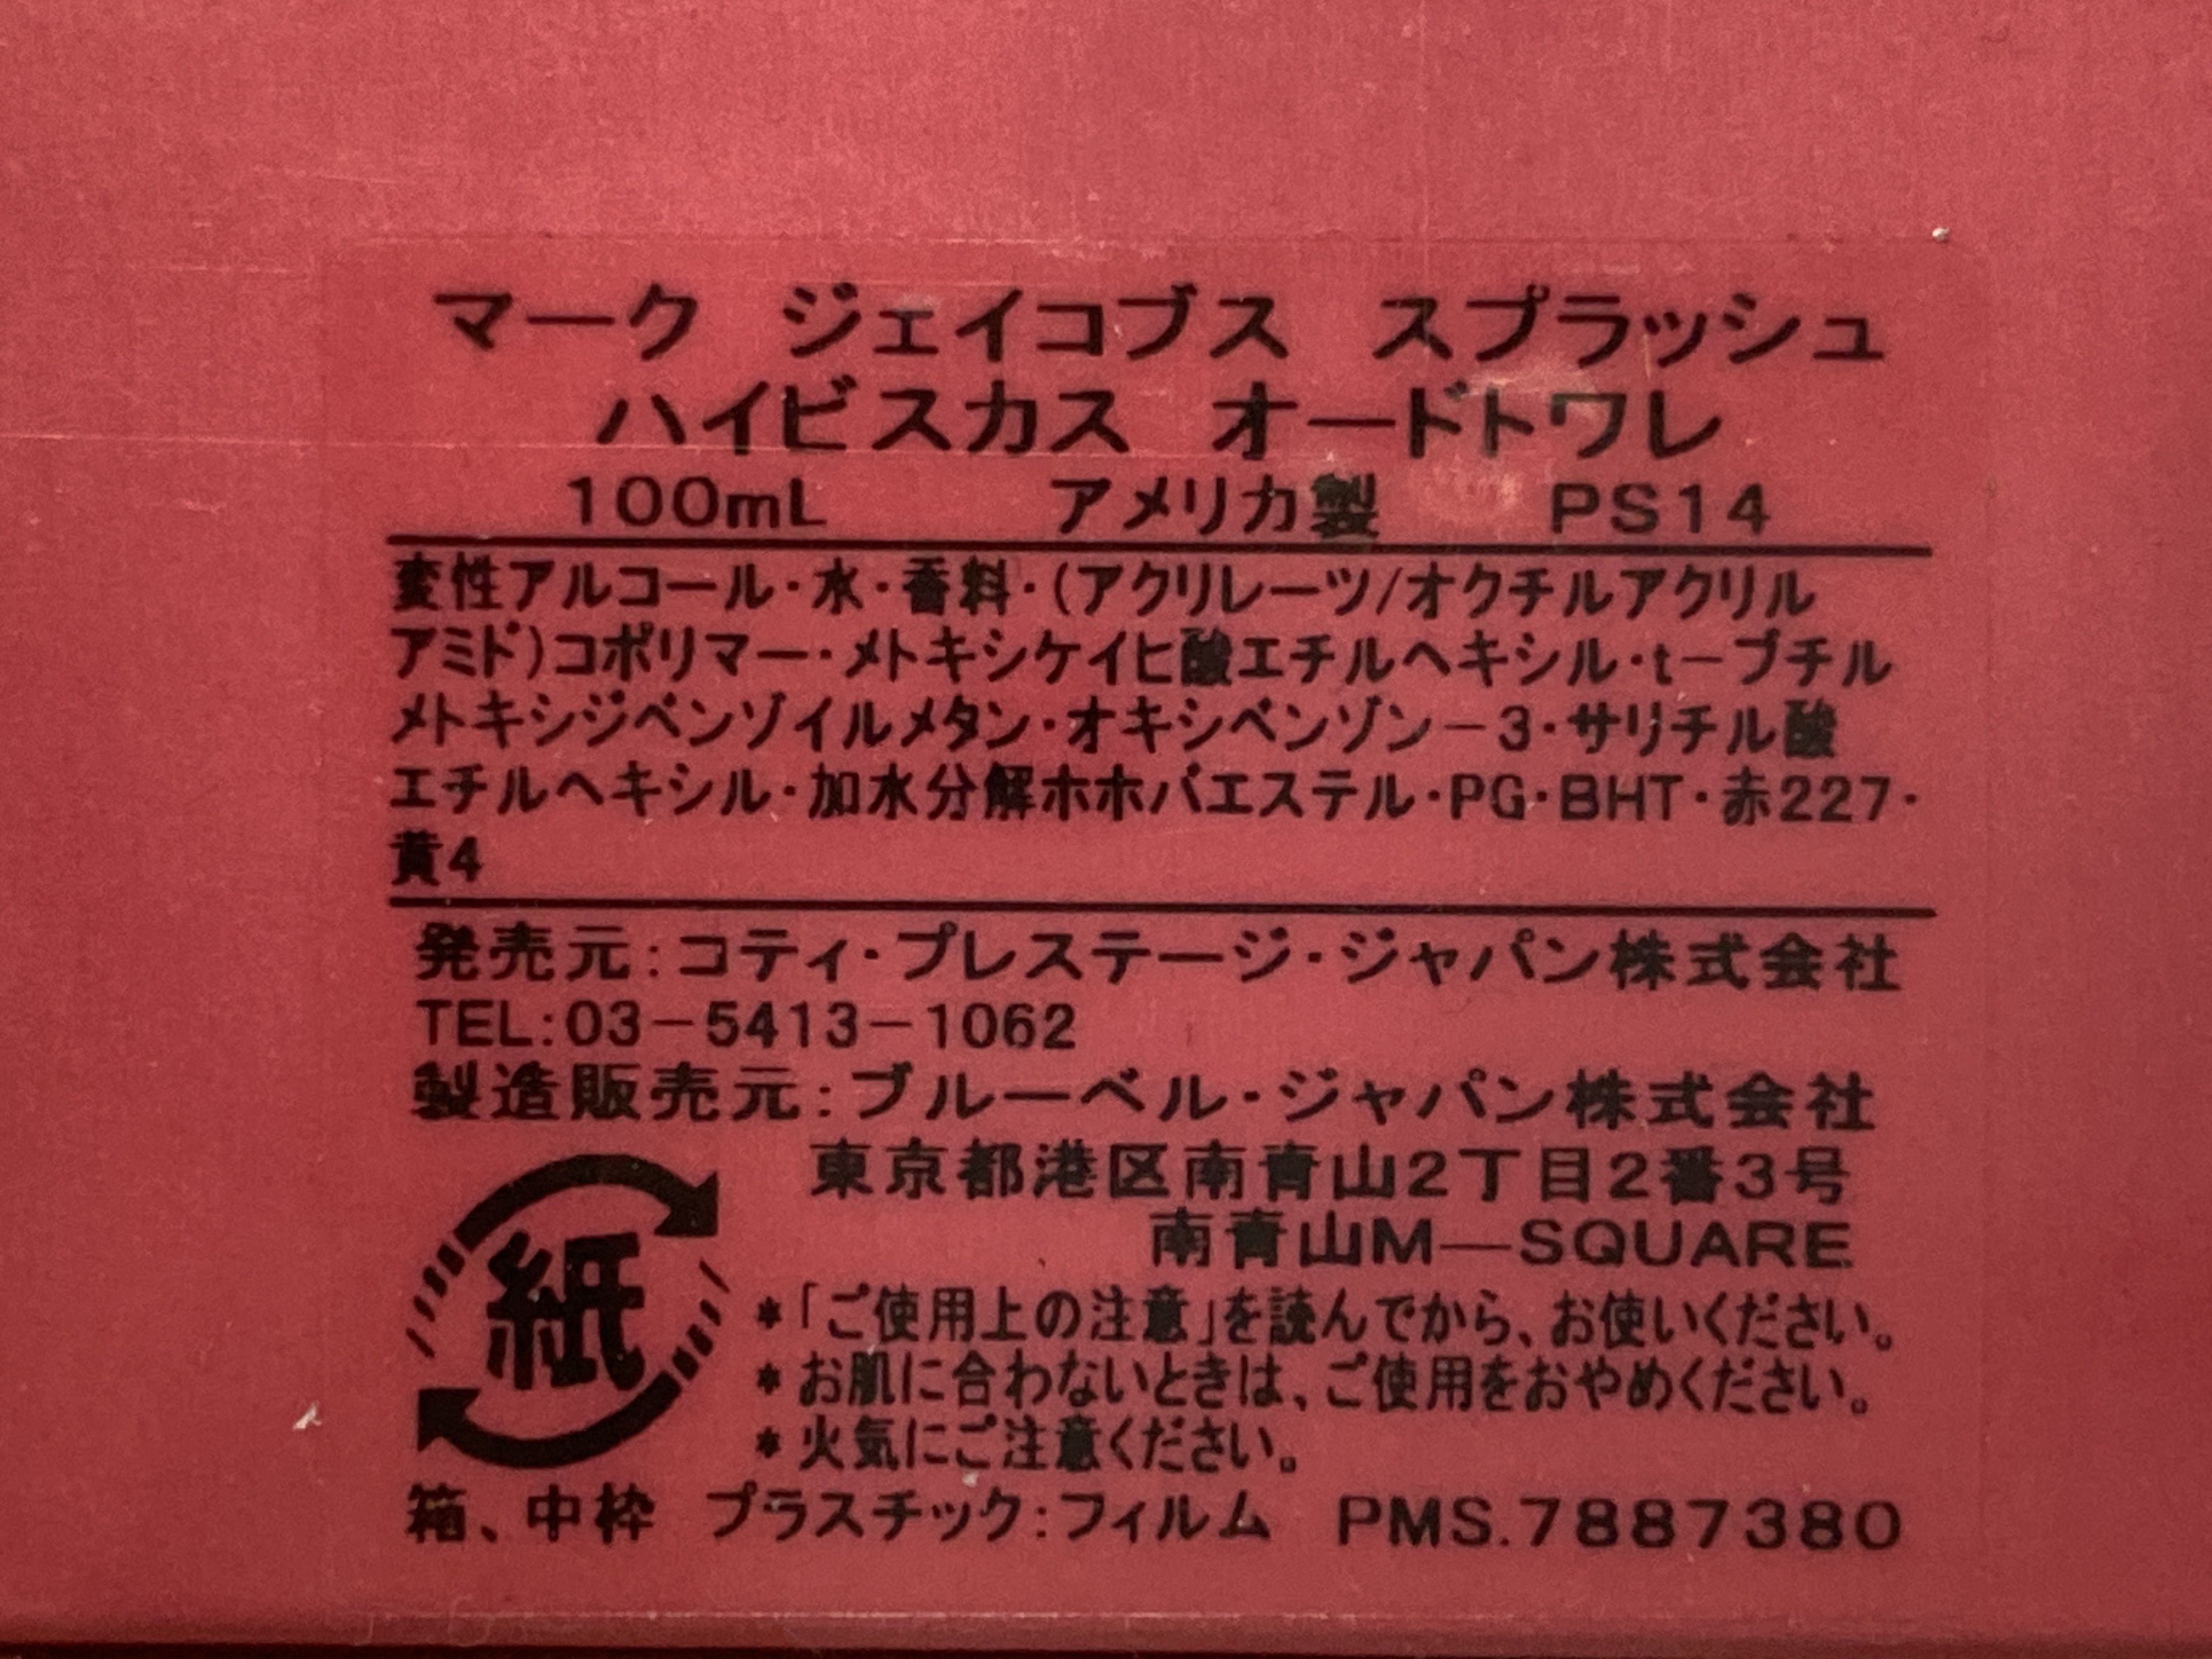 マーク ジェイコブス スプラッシュ
ハイビスカス オードトワレ
100mL アメリカ製 PS14
変性アルコール・水・香料・(アクリレーツ/オクチルアクリル
アミド)コポリマー・メトキシケイヒ酸エチルヘキシル・t－ブチル
メトキシジベンゾイルメタン・オキシベンゾン－3・サリチル酸
エチルヘキシル・加水分解ホホバエステル・PG・BHT・赤227・
黄4
発売元:コティ・プレステージ・ジャパン株式会社
TEL:03－5413－1062
製造販売元:ブルーベル・ジャパン株式会社
東京都港区南青山2丁目2番3号
南青山M―SQUARE
紙
＊「ご使用上の注意」を読んでから、お使いください。
＊お肌に合わないときは、ご使用をおやめください。
＊火気にご注意ください。
箱、中枠 プラスチック:フィルム PMS.7887380